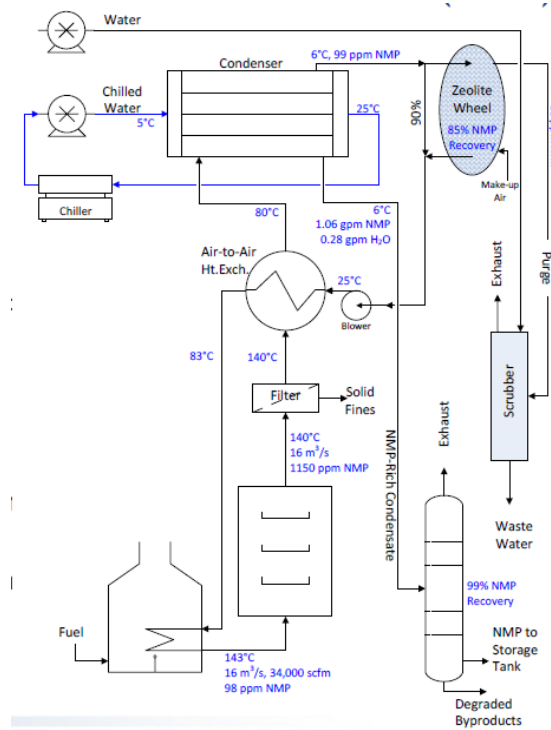 Water
Condenser
6°C, 99 ppm NMP
Zeolite
Wheel
85% NMP
Recovery
90%
Chilled
Water
5°C
25°C
Chiller
Make-up
Air
80°C
6°C
1.06 gpm NMP
0.28 gpm H₂O
Air-to-Air
Ht.Exch.
25°C
Blower
Exhaust
Purge
83°C
140°C
Filter
Solid
Fines
Scrubber
140°C
16 m³/s
1150 ppm NMP
NMP-Rich Condensate
Exhaust
Waste
Water
99% NMP
Recovery
Fuel
NMP to
Storage
Tank
143°C
16 m³/s, 34,000 scfm
98 ppm NMP
Degraded
Byproducts